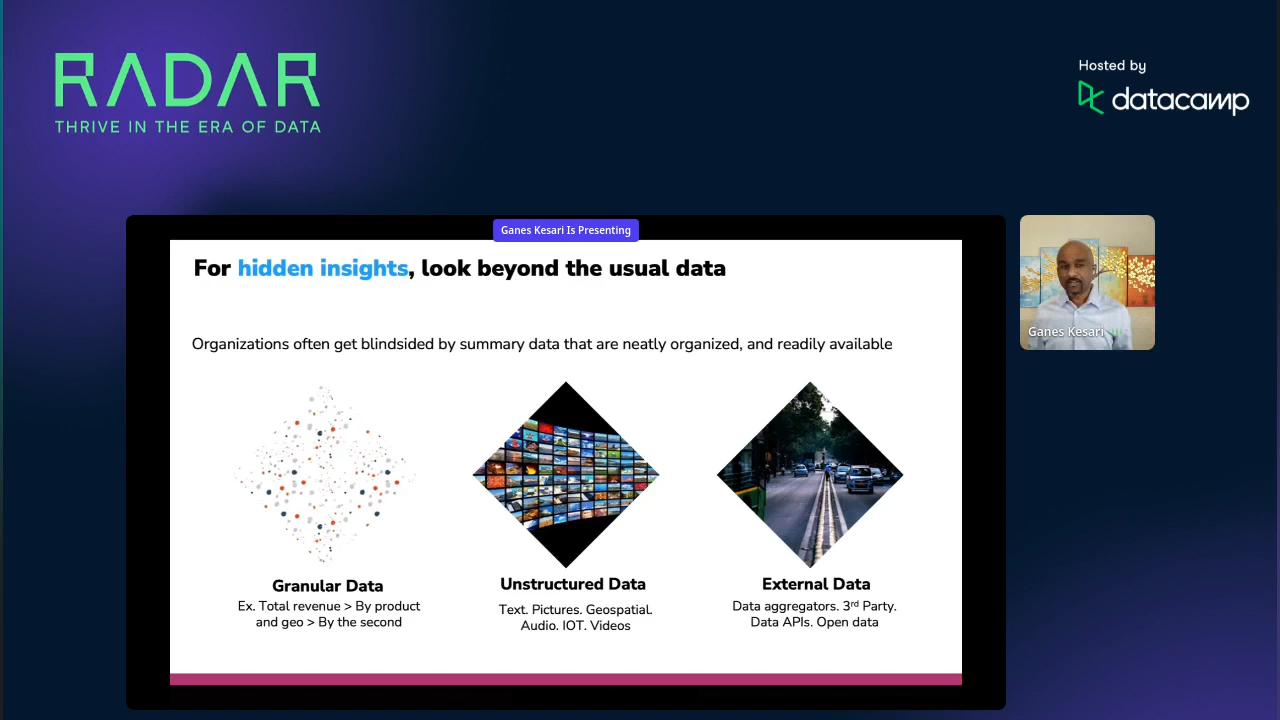 RADAR
THRIVE IN THE ERA OF DATA
Hosted by
datacamp
Ganes Kesari Is Presenting
For hidden insights, look beyond the usual data
Organizations often get blindsided by summary data that are neatly organized, and readily available
Granular Data
Ex. Total revenue > By product
and geo > By the second
Unstructured Data
Text. Pictures. Geospatial.
Audio. IOT. Videos
External Data
Data aggregators. 3rd Party.
Data APIs. Open data
Ganes Kesari